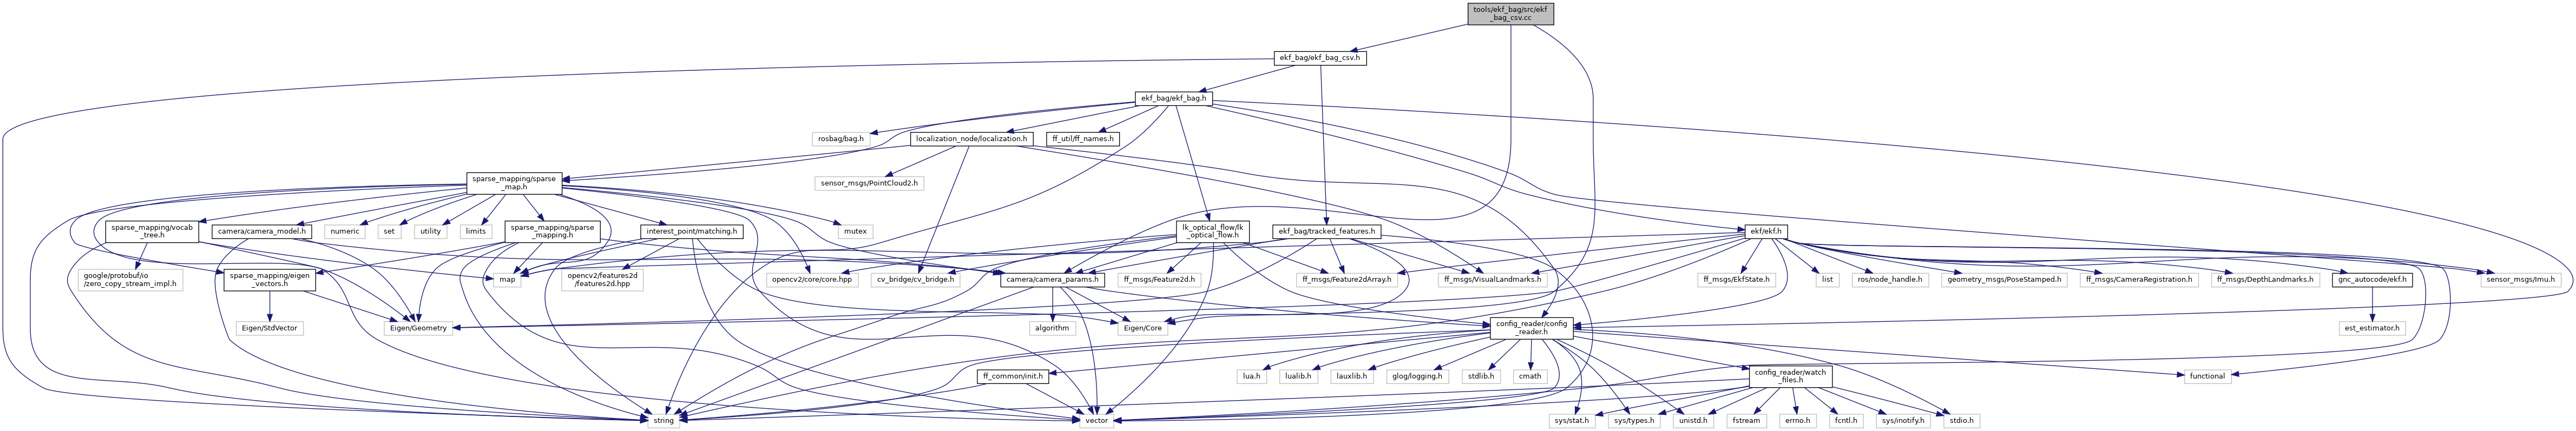 tools/ekf_bag/src/ekf
_bag_csv.cc
ekf_bag/ekf_bag_csv.h
ekf_bag/ekf_bag.h
rosbag/bag.h
localization_node/localization.h
ff_util/ff_names.h
sparse_mapping/sparse
_map.h
sensor_msgs/PointCloud2.h
sparse_mapping/vocab
_tree.h
camera/camera_model.h
numeric
set
utility
limits
sparse_mapping/sparse
_mapping.h
interest_point/matching.h
mutex
lk_optical_flow/lk
_optical_flow.h
ekf_bag/tracked_features.h
ekf/ekf.h
google/protobuf/io
/zero_copy_stream_impl.h
sparse_mapping/eigen
_vectors.h
map
opencv2/features2d
/features2d.hpp
opencv2/core/core.hpp
cv_bridge/cv_bridge.h
camera/camera_params.h
ff_msgs/Feature2d.h
ff_msgs/Feature2dArray.h
ff_msgs/VisualLandmarks.h
ff_msgs/EkfState.h
list
ros/node_handle.h
geometry_msgs/PoseStamped.h
ff_msgs/CameraRegistration.h
ff_msgs/DepthLandmarks.h
gnc_autocode/ekf.h
sensor_msgs/Imu.h
Eigen/StdVector
Eigen/Geometry
algorithm
Eigen/Core
config_reader/config
_reader.h
est_estimator.h
ff_common/init.h
lua.h
lualib.h
lauxlib.h
glog/logging.h
stdlib.h
cmath
config_reader/watch
_files.h
functional
string
vector
sys/stat.h
sys/types.h
unistd.h
fstream
errno.h
fcntl.h
sys/inotify.h
stdio.h